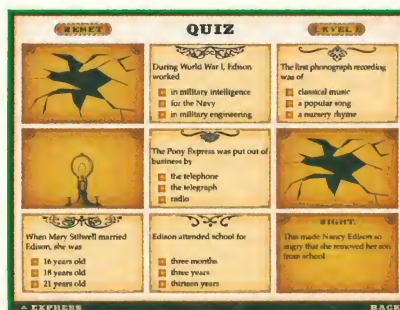 RESET
QUIZ
LEVEL
During World War I, Edison
worked
in military intelligence
for the Navy
in military engineering
The first phonograph recording
was of
classical music
a popular song
a nursery rhyme
The Pony Express was put out of
business by
the telephone
the telegraph
radio
When Mary Stilwell married
Edison, she was
16 years old
18 years old
21 years old
Edison attended school for
three months
three years
thirteen years
RIGHT.
This made Nancy Edison so
angry that she removed her son
from school
EXPRESS
BACK